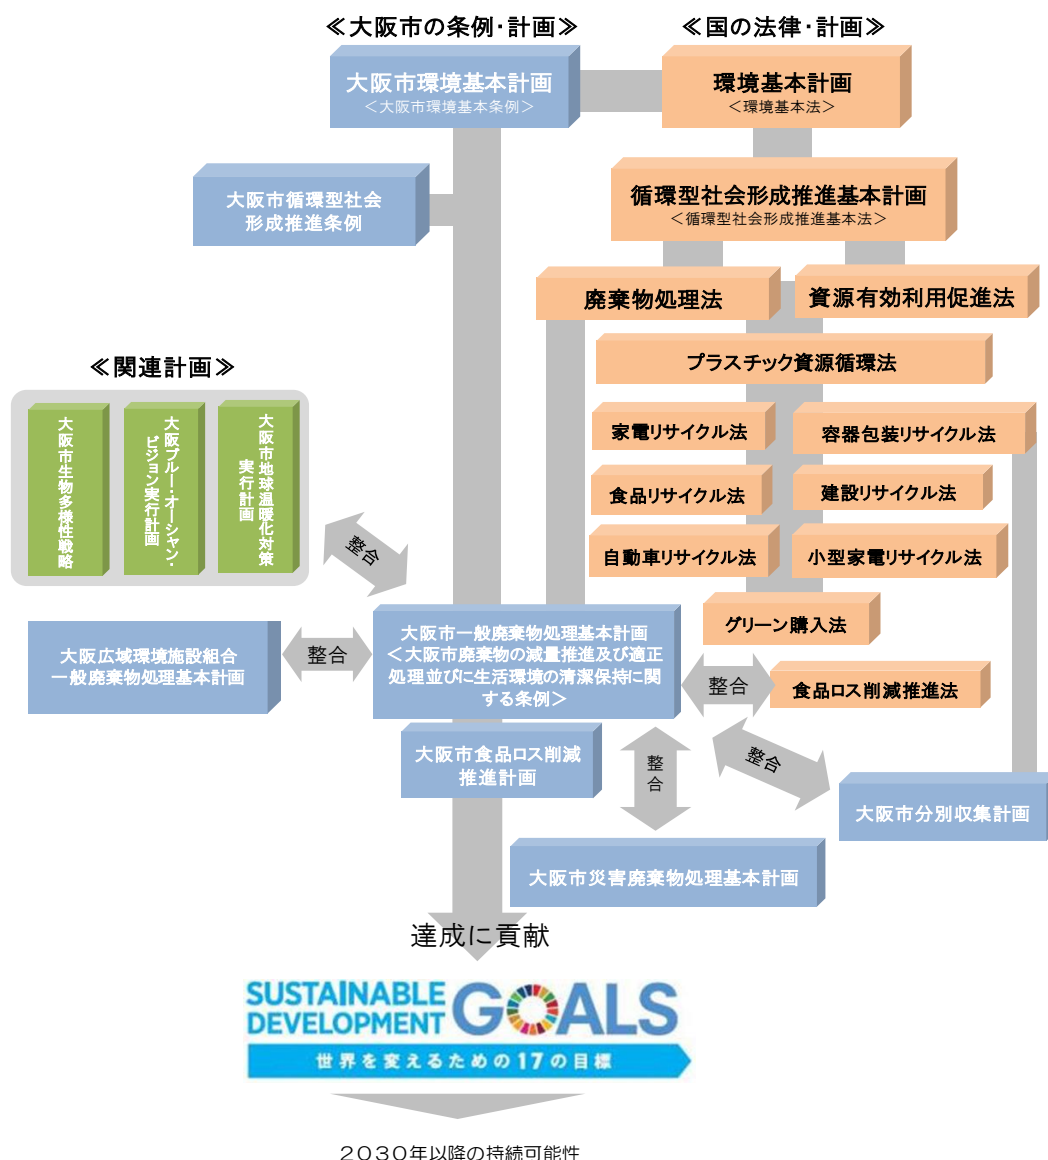 ≪大阪市の条例・計画≫
≪国の法律・計画≫
大阪市環境基本計画
＜大阪市環境基本条例＞
環境基本計画
＜環境基本法＞
大阪市循環型社会
形成推進条例
循環型社会形成推進基本計画
＜循環型社会形成推進基本法＞
廃棄物処理法
資源有効利用促進法
プラスチック資源循環法
≪関連計画≫
大阪市生物多様性戦略
大阪ブルー・オーシャン・
ビジョン実行計画
大阪市地球温暖化対策
実行計画
家電リサイクル法
容器包装リサイクル法
食品リサイクル法
建設リサイクル法
自動車リサイクル法
小型家電リサイクル法
グリーン購入法
整合
大阪広域環境施設組合
一般廃棄物処理基本計画
整合
大阪市一般廃棄物処理基本計画
＜大阪市廃棄物の減量推進及び適正
処理並びに生活環境の清潔保持に関
する条例＞
整合
食品ロス削減推進法
大阪市食品ロス削減
推進計画
整
合
整合
大阪市分別収集計画
大阪市災害廃棄物処理基本計画
達成に貢献
SUSTAINABLE
DEVELOPMENT
GOALS
世界を変えるための17の目標
２０３０年以降の持続可能性